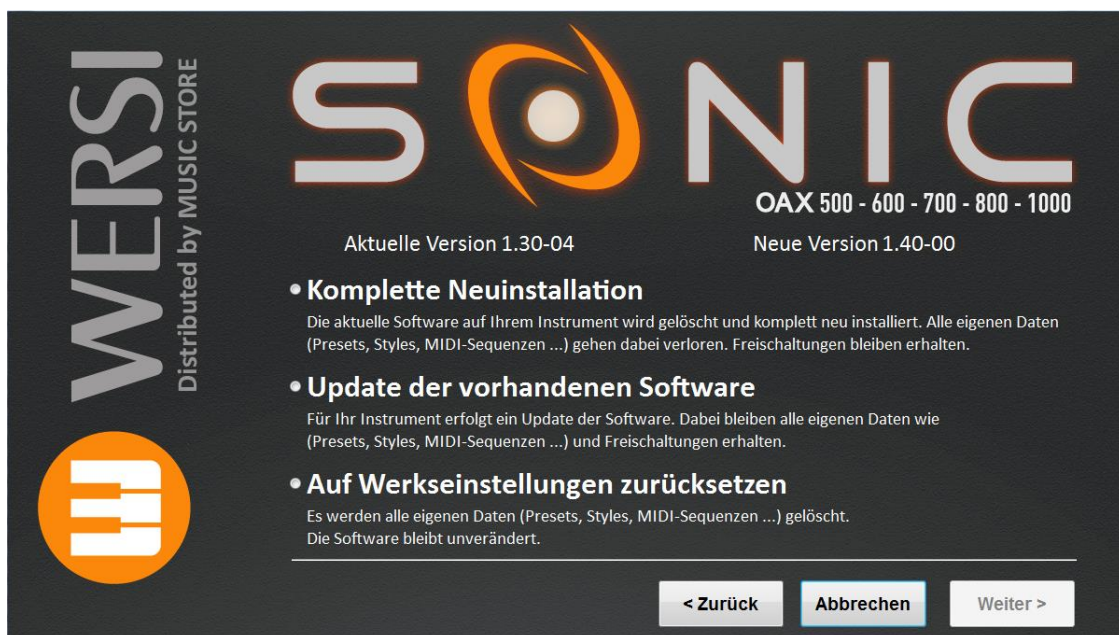 WERSI
Distributed by MUSIC STORE
SONIC
OAX 500 - 600 - 700 - 800 - 1000
Aktuelle Version 1.30-04
Neue Version 1.40-00
Komplette Neuinstallation
Die aktuelle Software auf Ihrem Instrument wird gelöscht und komplett neu installiert. Alle eigenen Daten
(Presets, Styles, MIDI-Sequenzen ...) gehen dabei verloren. Freischaltungen bleiben erhalten.
Update der vorhandenen Software
Für Ihr Instrument erfolgt ein Update der Software. Dabei bleiben alle eigenen Daten wie
(Presets, Styles, MIDI-Sequenzen ...) und Freischaltungen erhalten.
Auf Werkseinstellungen zurücksetzen
Es werden alle eigenen Daten (Presets, Styles, MIDI-Sequenzen ...) gelöscht.
Die Software bleibt unverändert.
< Zurück
Abbrechen
Weiter >